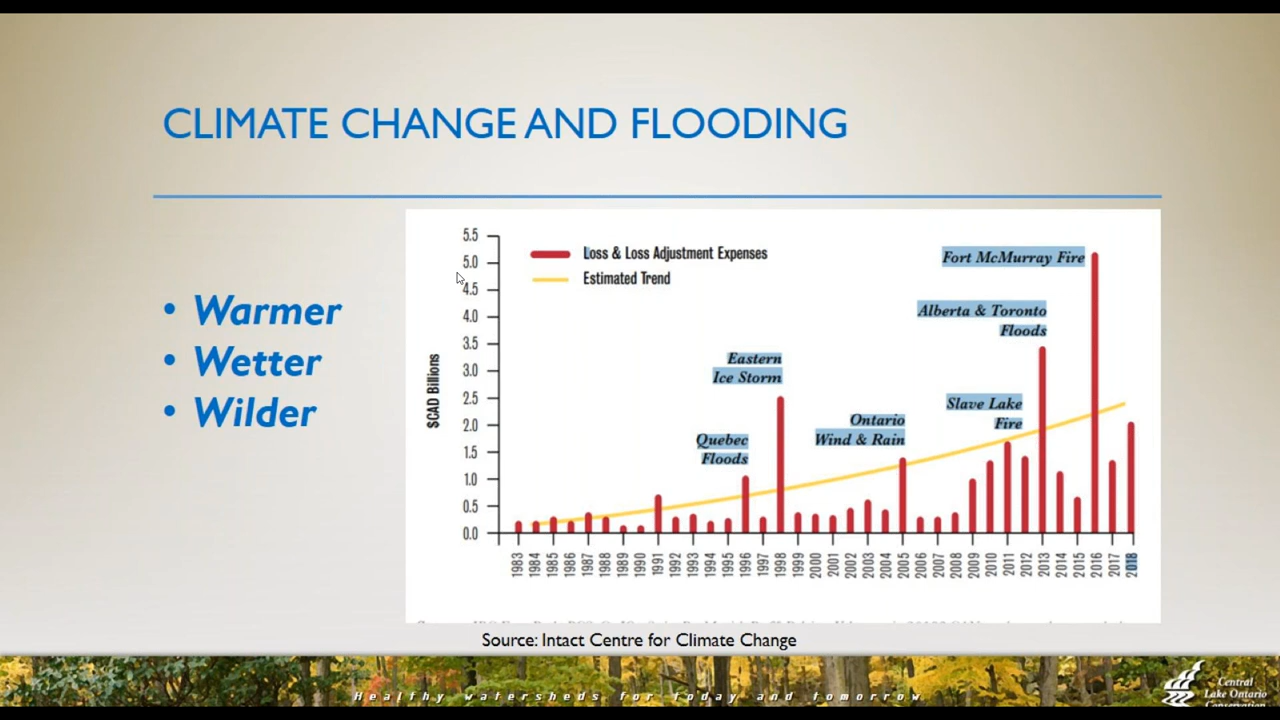 CLIMATE CHANGE AND FLOODING
• Warmer
• Wetter
• Wilder
5.5
5.0
4.5
4.0
3.5
3.0
2.5
2.0
1.5
1.0
0.5
0.0
$CAD Billions
Loss & Loss Adjustment Expenses
Estimated Trend
Fort McMurray Fire
Alberta & Toronto
Floods
Eastern
Ice Storm
Slave Lake
Fire
Ontario
Wind & Rain
Quebec
Floods
1983 1984 1985 1986 1987 1988 1989 1990 1991 1992 1993 1994 1995 1996 1997 1998 1999 2000 2001 2002 2003 2004 2005 2006 2007 2008 2009 2010 2011 2012 2013 2014 2015 2016 2017 2018
Source: Intact Centre for Climate Change
Healthy watersheds for today and tomorrow
Central
Lake Ontario
Conservation